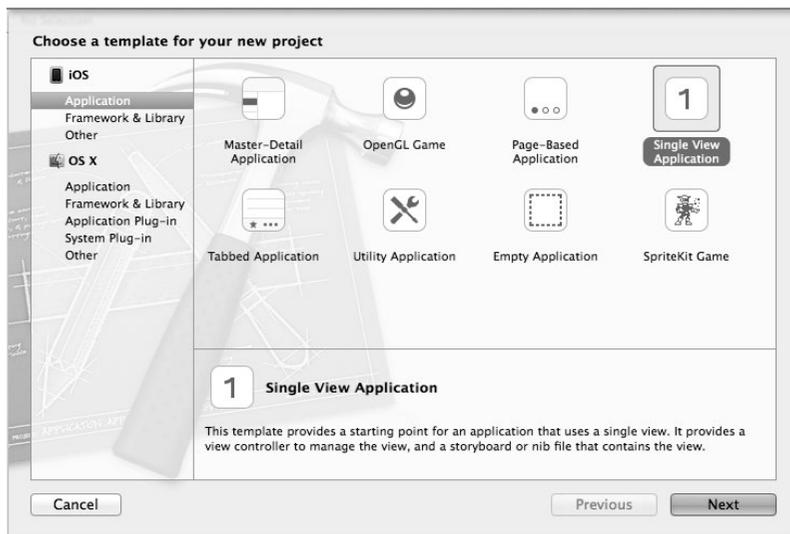 Choose a template for your new project
iOS
Application
Framework & Library
Other
OS X
Application
Framework & Library
Application Plug-in
System Plug-in
Other
Master-Detail
Application
OpenGL Game
Page-Based
Application
1
Single View
Application
Tabbed Application
Utility Application
Empty Application
SpriteKit Game
1
Single View Application
This template provides a starting point for an application that uses a single view. It provides a
view controller to manage the view, and a storyboard or nib file that contains the view.
Cancel
Previous
Next